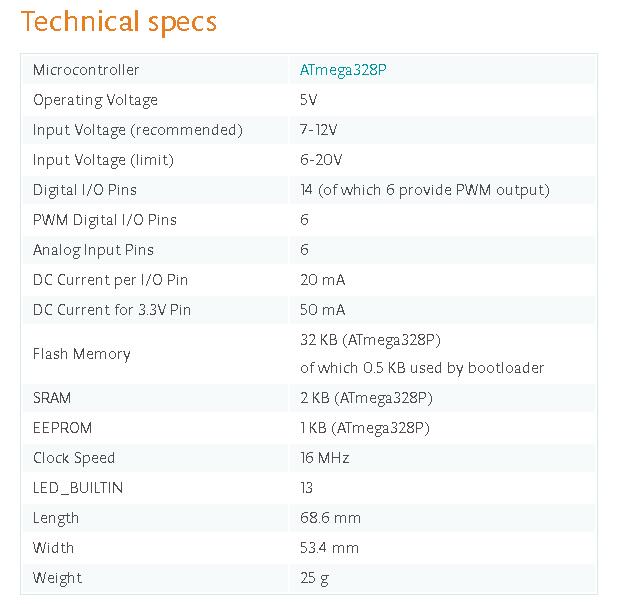 Technical specs
Microcontroller ATmega328P
Operating Voltage 5V
Input Voltage (recommended) 7-12V
Input Voltage (limit) 6-20V
Digital I/O Pins 14 (of which 6 provide PWM output)
PWM Digital I/O Pins 6
Analog Input Pins 6
DC Current per I/O Pin 20 mA
DC Current for 3.3V Pin 50 mA
Flash Memory 32 KB (ATmega328P)
of which 0.5 KB used by bootloader
SRAM 2 KB (ATmega328P)
EEPROM 1 KB (ATmega328P)
Clock Speed 16 MHz
LED_BUILTIN 13
Length 68.6 mm
Width 53.4 mm
Weight 25 g